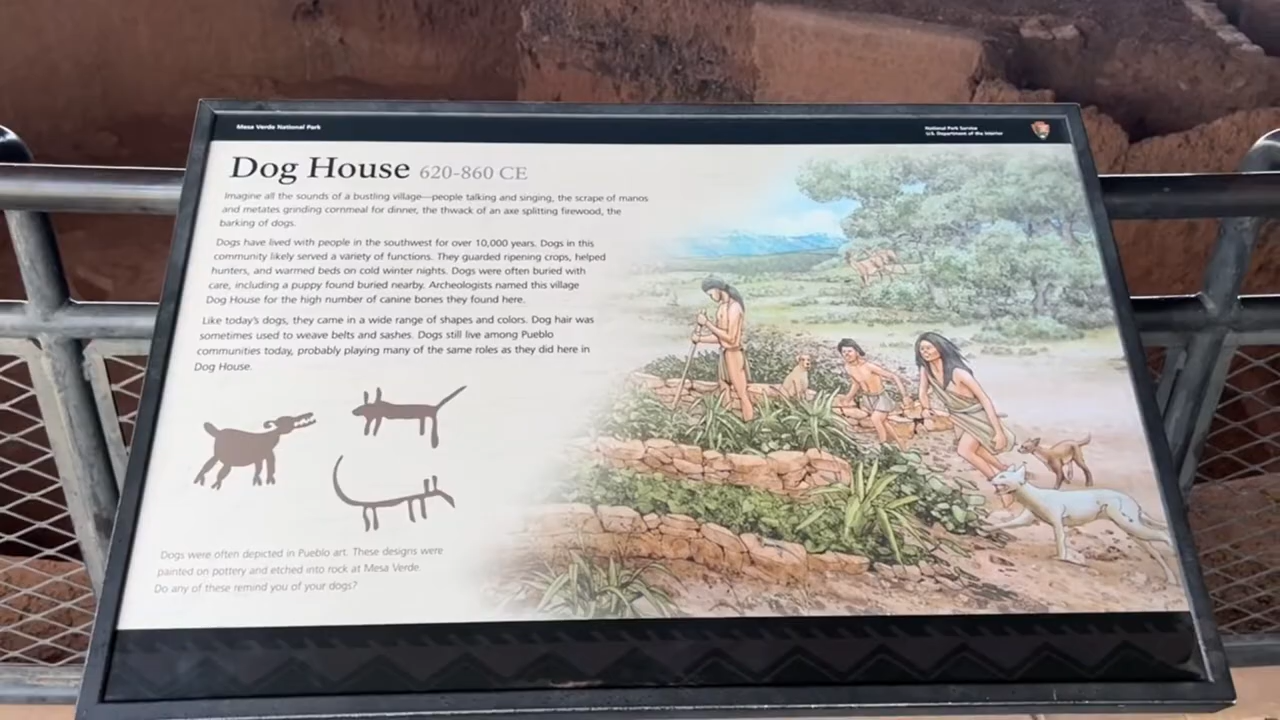 Mesa Verde National Park
National Park Service
U.S. Department of the Interior
Dog House 620-860 CE
Imagine all the sounds of a bustling village—people talking and singing, the scrape of manos
and metates grinding cornmeal for dinner, the thwack of an axe splitting firewood, the
barking of dogs.
Dogs have lived with people in the southwest for over 10,000 years. Dogs in this
community likely served a variety of functions. They guarded ripening crops, helped
hunters, and warmed beds on cold winter nights. Dogs were often buried with
care, including a puppy found buried nearby. Archeologists named this village
Dog House for the high number of canine bones they found here.
Like today's dogs, they came in a wide range of shapes and colors. Dog hair was
sometimes used to weave belts and sashes. Dogs still live among Pueblo
communities today, probably playing many of the same roles as they did here in
Dog House.
Dogs were often depicted in Pueblo art. These designs were
painted on pottery and etched into rock at Mesa Verde.
Do any of these remind you of your dogs?